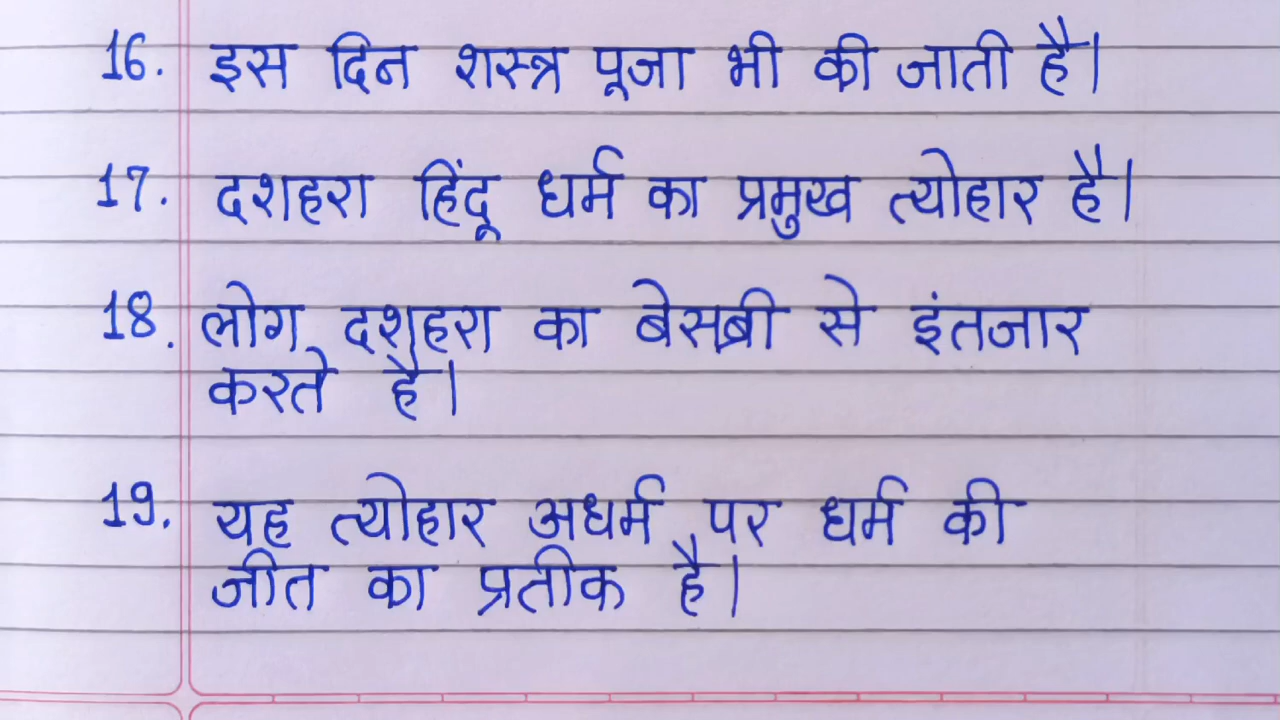 16. इस दिन शस्त्र पूजा भी की जाती है।
17. दशहरा हिंदू धर्म का प्रमुख त्योहार है।
18. लोग दशहरा का बेसब्री से इंतजार
करते है।
19. यह त्योहार अधर्म पर धर्म की
जीत का प्रतीक है।